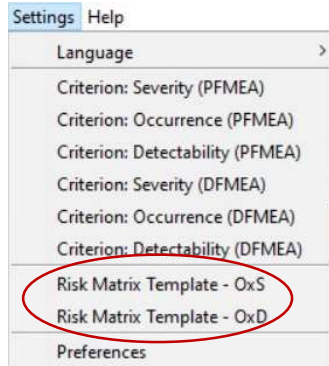 Settings Help
Language
Criterion: Severity (PFMEA)
Criterion: Occurrence (PFMEA)
Criterion: Detectability (PFMEA)
Criterion: Severity (DFMEA)
Criterion: Occurrence (DFMEA)
Criterion: Detectability (DFMEA)
Risk Matrix Template - OxS
Risk Matrix Template - OxD
Preferences